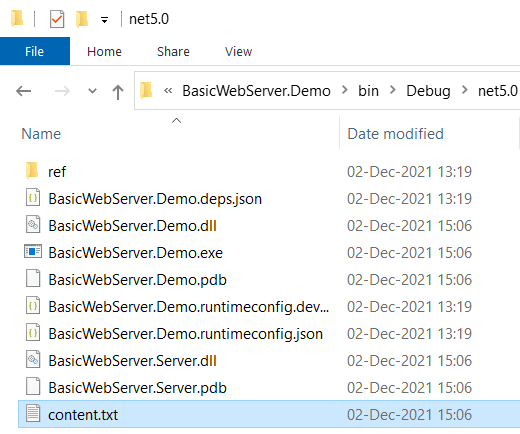 net5.0
File Home Share View
« BasicWebServer.Demo > bin > Debug > net5.0
Name Date modified
ref 02-Dec-2021 13:19
BasicWebServer.Demo.deps.json 02-Dec-2021 13:19
BasicWebServer.Demo.dll 02-Dec-2021 15:06
BasicWebServer.Demo.exe 02-Dec-2021 15:06
BasicWebServer.Demo.pdb 02-Dec-2021 15:06
BasicWebServer.Demo.runtimeconfig.dev... 02-Dec-2021 13:19
BasicWebServer.Demo.runtimeconfig.json 02-Dec-2021 13:19
BasicWebServer.Server.dll 02-Dec-2021 15:06
BasicWebServer.Server.pdb 02-Dec-2021 15:06
content.txt 02-Dec-2021 15:06